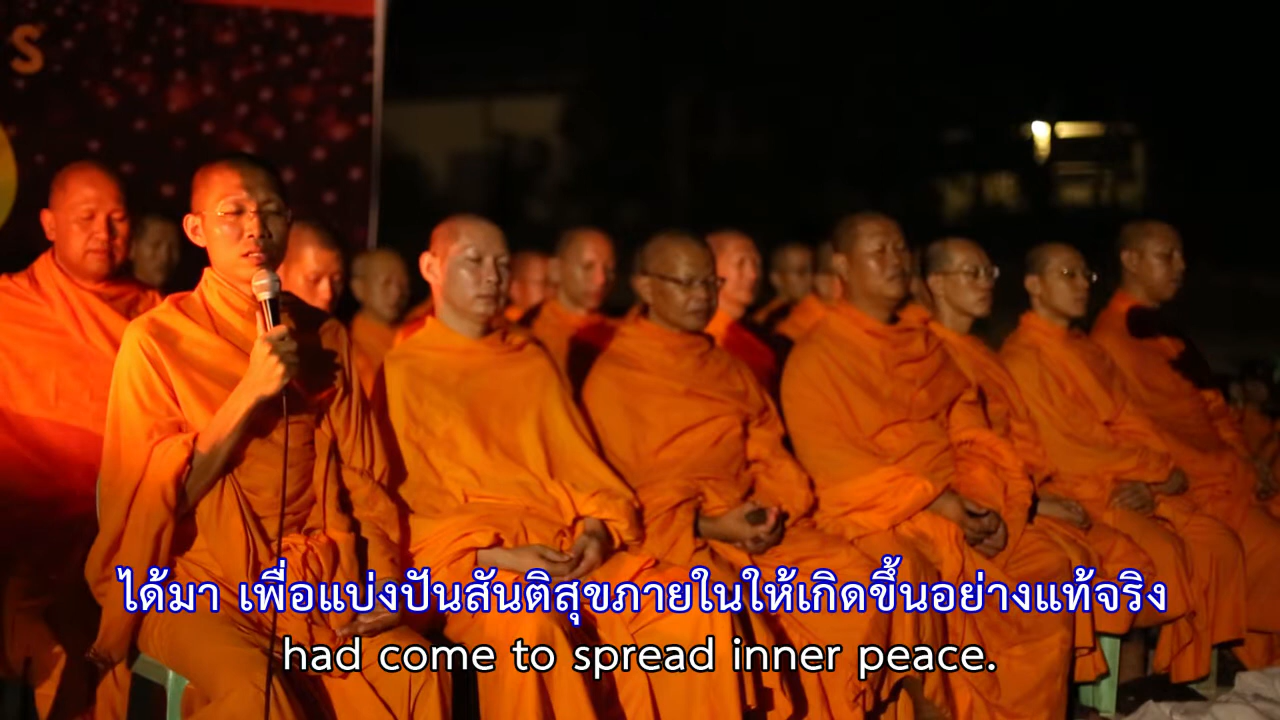 S
ได้มา เพื่อแบ่งปันสันติสุขภายในให้เกิดขึ้นอย่างแท้จริง
had come to spread inner peace.